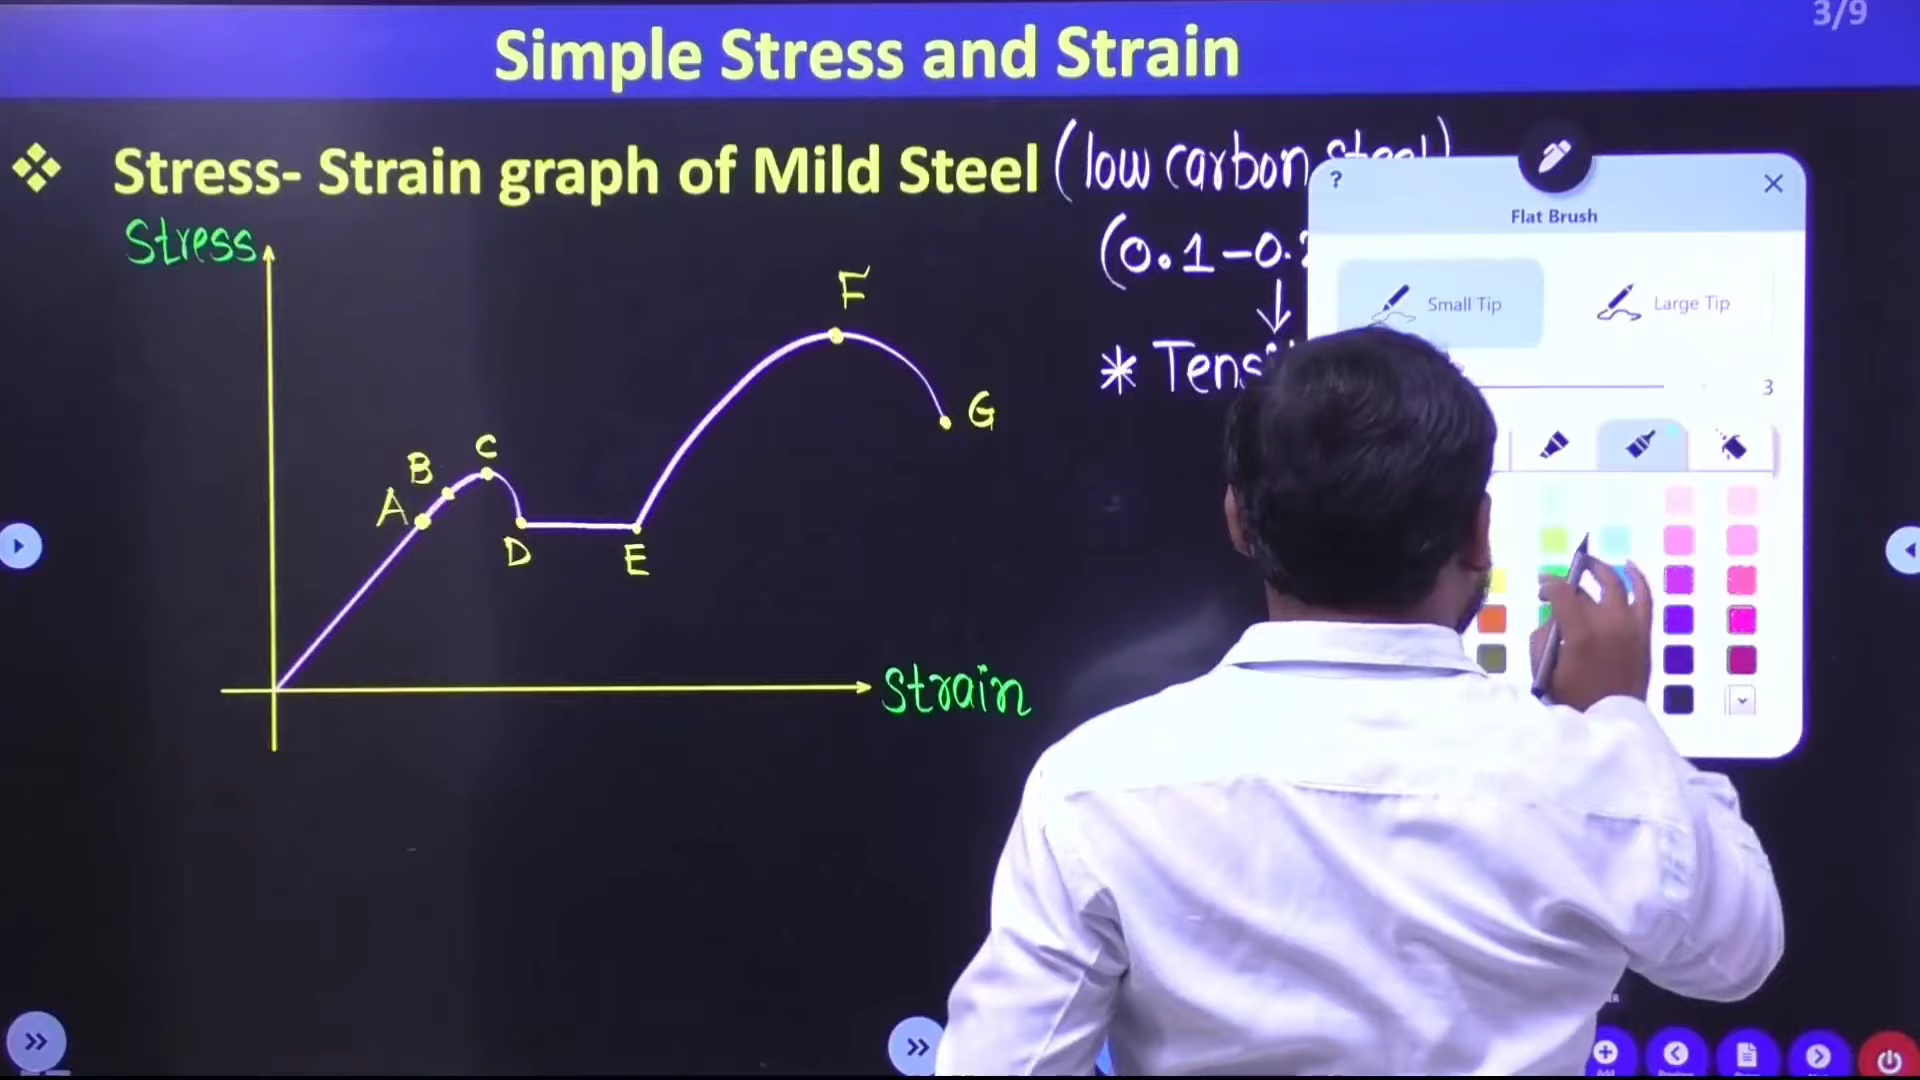 3/9
Simple Stress and Strain
❖ Stress- Strain graph of Mild Steel (low carbon steel)
(0.1-0.
* Tens
Stress
F
G
C
B
A
D
E
Strain
?
Flat Brush
Small Tip
Large Tip
3